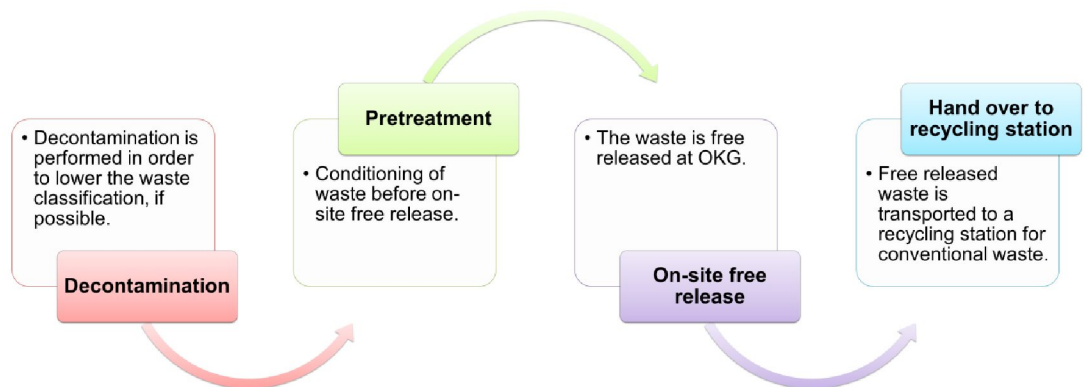 • Decontamination is
performed in order
to lower the waste
classification, if
possible.
Decontamination
Pretreatment
• Conditioning of
waste before on-
site free release.
• The waste is free
released at OKG.
On-site free
release
Hand over to
recycling station
• Free released
waste is
transported to a
recycling station for
conventional waste.